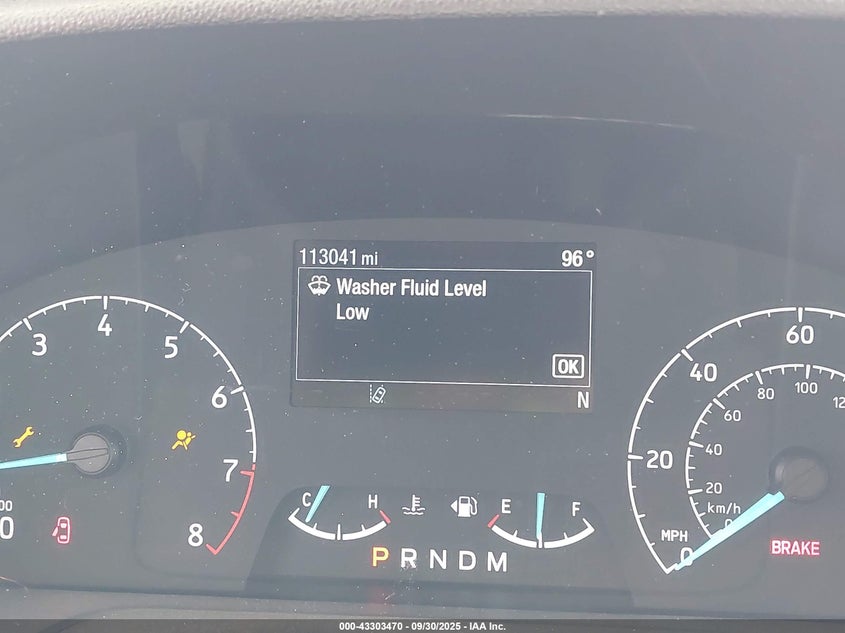 113041 mi 96°
Washer Fluid Level
Low
OK
N
3 4 5 6 7 8
C H
E F
P R N D M
20 40 60
20 40 60 80 100
km/h
MPH
0
BRAKE
000-43303470 - 09/30/2025 - IAA Inc.